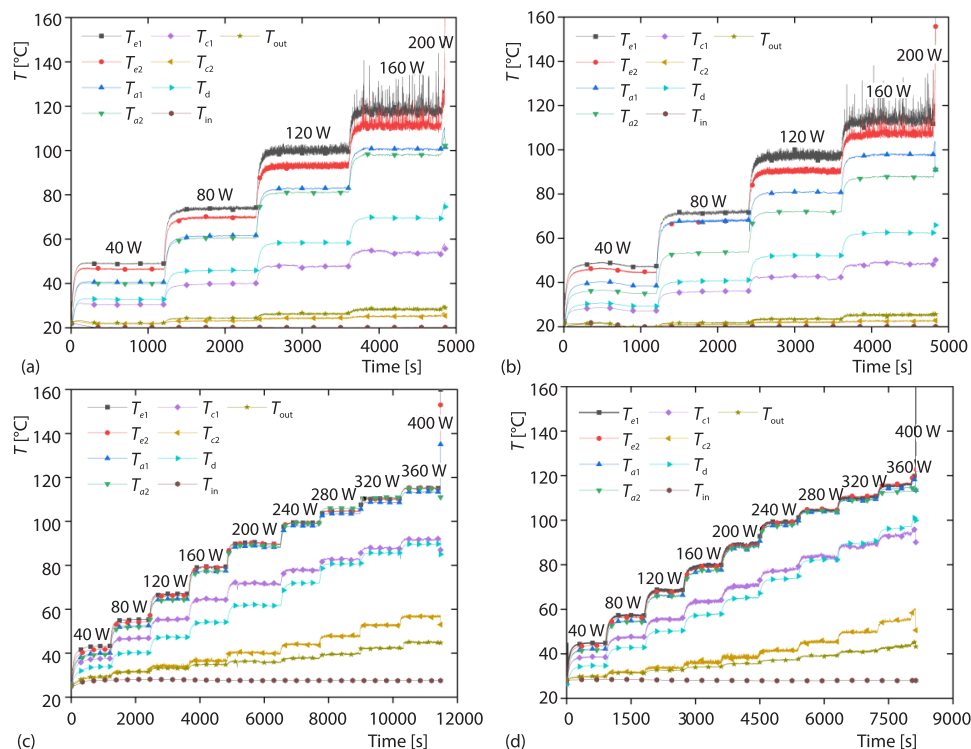 T [°C]
160
140
120
100
80
60
40
20
0
1000
2000
3000
4000
5000
Time [s]
(a)
Te1
Te2
Ta1
Ta2
Tc1
Tc2
Td
Tin
Tout
40 W
80 W
120 W
160 W
200 W
T [°C]
160
140
120
100
80
60
40
20
0
1000
2000
3000
4000
5000
Time [s]
(b)
Te1
Te2
Ta1
Ta2
Tc1
Tc2
Td
Tin
Tout
40 W
80 W
120 W
160 W
200 W
T [°C]
160
140
120
100
80
60
40
20
0
2000
4000
6000
8000
10000
12000
Time [s]
(c)
Te1
Te2
Ta1
Ta2
Tc1
Tc2
Td
Tin
Tout
40 W
80 W
120 W
160 W
200 W
240 W
280 W
320 W
360 W
400 W
T [°C]
160
140
120
100
80
60
40
20
0
1500
3000
4500
6000
7500
9000
Time [s]
(d)
Te1
Te2
Ta1
Ta2
Tc1
Tc2
Td
Tin
Tout
40 W
80 W
120 W
160 W
200 W
240 W
280 W
320 W
360 W
400 W